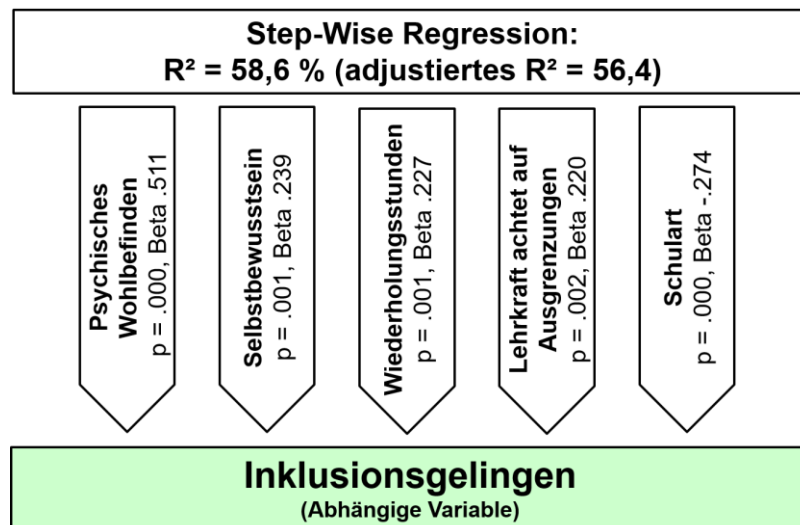 Step-Wise Regression:
R² = 58,6 % (adjustiertes R² = 56,4)
Psychisches
Wohlbefinden
p = .000, Beta .511
Selbstbewusstsein
p = .001, Beta .239
Wiederholungsstunden
p = .001, Beta .227
Lehrkraft achtet auf
Ausgrenzungen
p = .002, Beta .220
Schulart
p = .000, Beta -.274
Inklusionsgelingen
(Abhängige Variable)